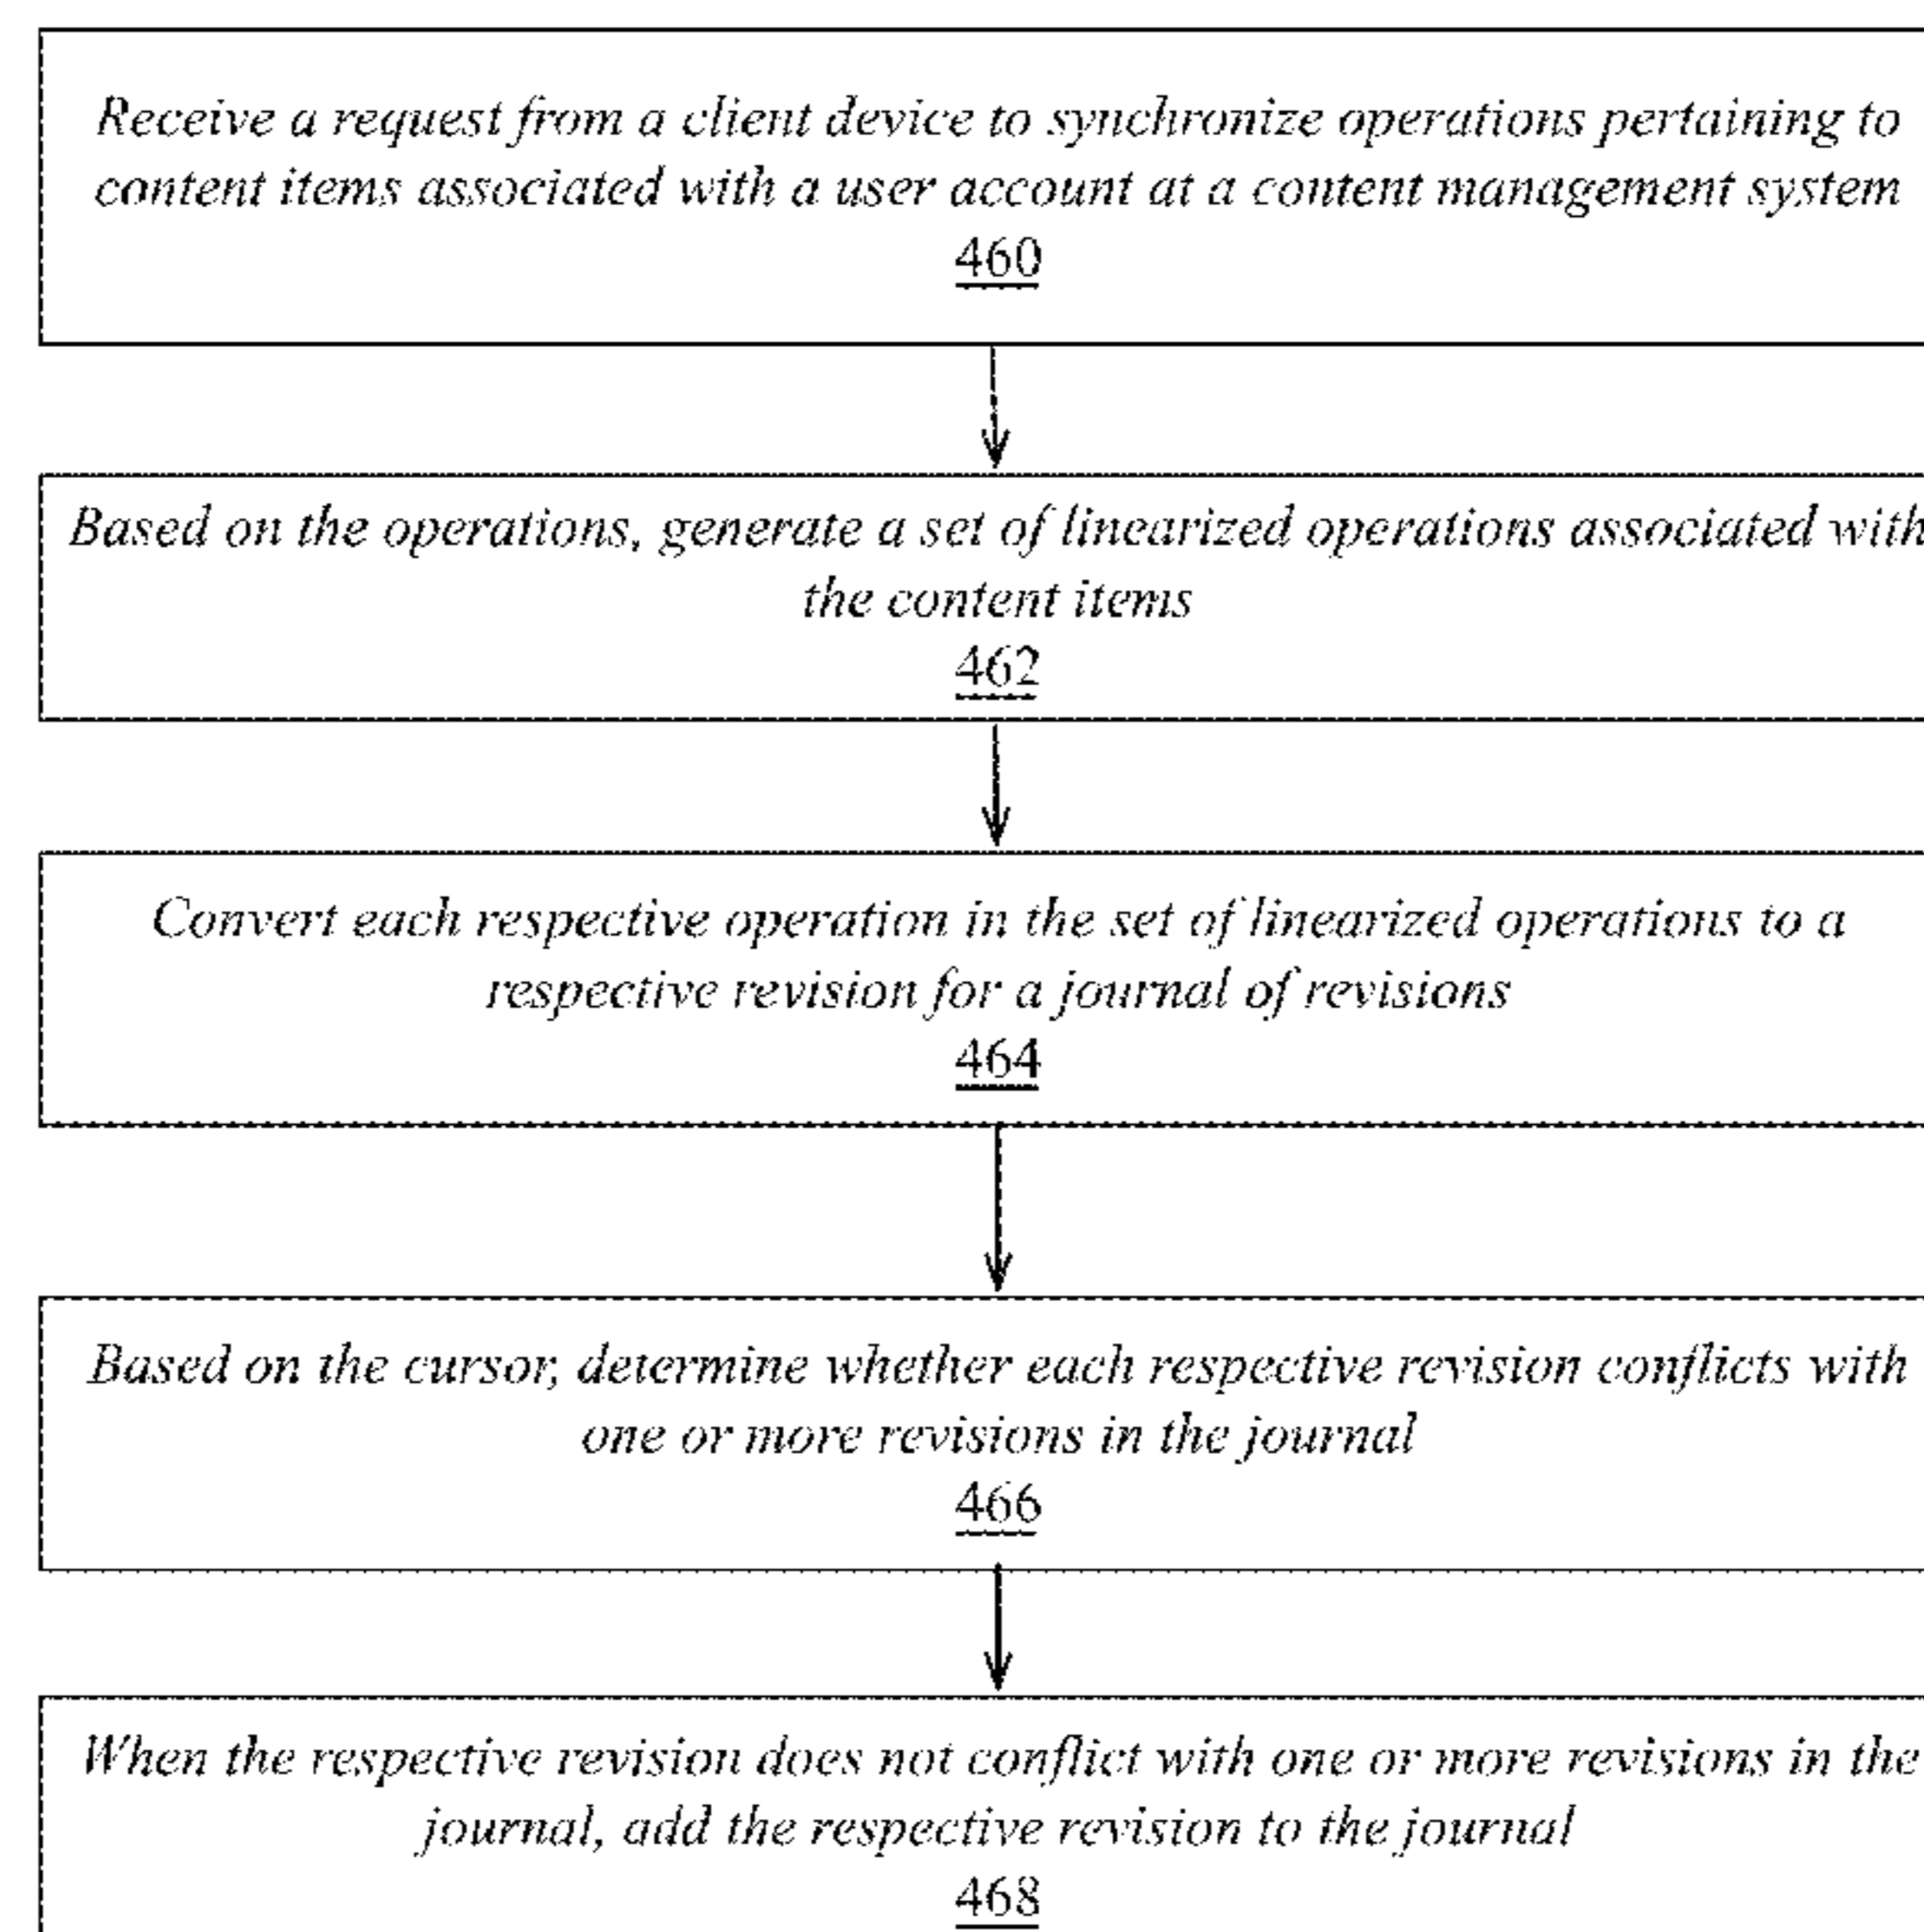 Receive a request from a client device to synchronize operations pertaining to
content items associated with a user account at a content management system
460
Based on the operations, generate a set of linearized operations associated with
the content items
462
Convert each respective operation in the set of linearized operations to a
respective revision for a journal of revisions
464
Based on the cursor, determine whether each respective revision conflicts with
one or more revisions in the journal
466
When the respective revision does not conflict with one or more revisions in the
journal, add the respective revision to the journal
468